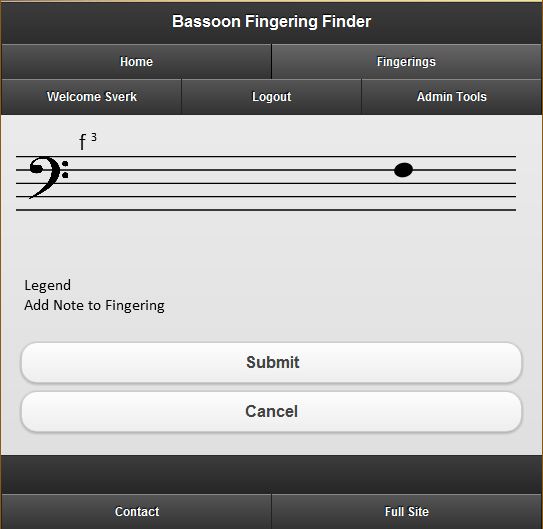 Bassoon Fingering Finder
Home Fingerings
Welcome Sverk Logout Admin Tools
f 3
Legend
Add Note to Fingering
Submit
Cancel
Contact Full Site